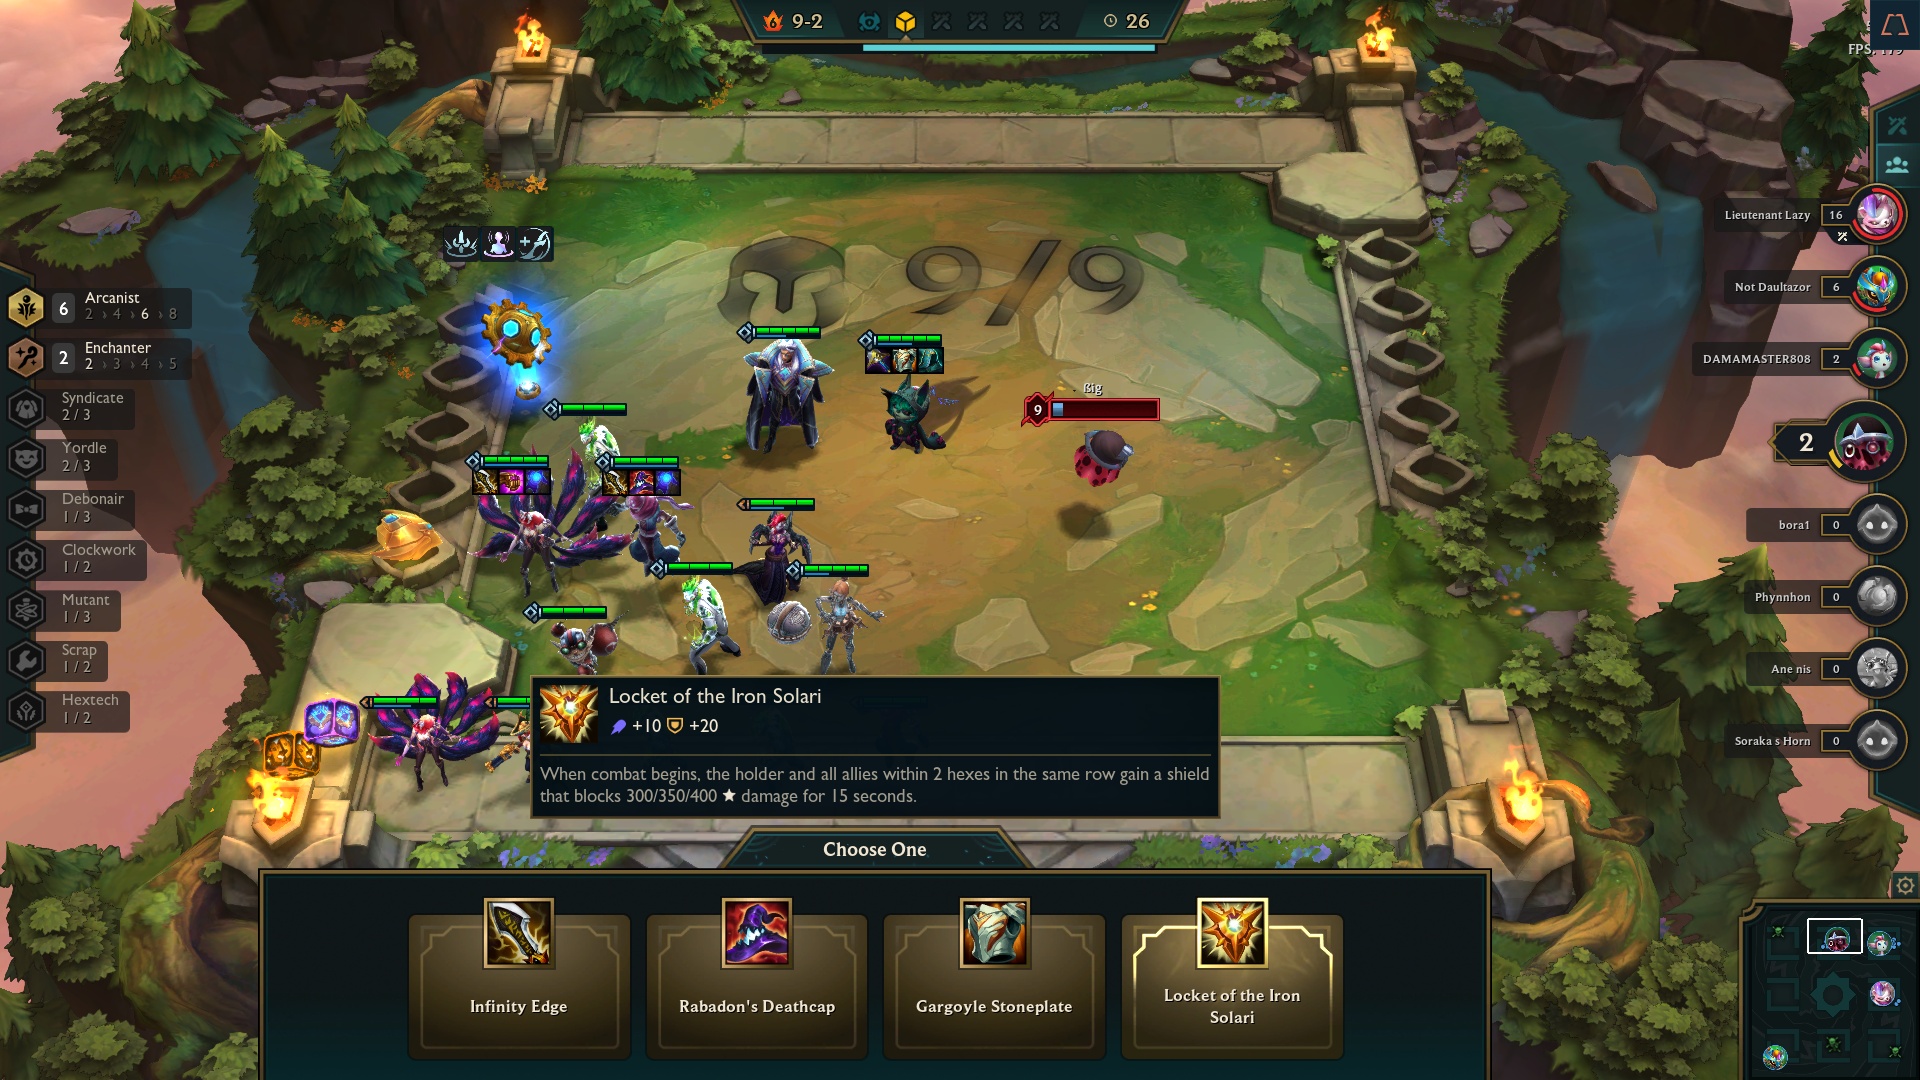 9-2
26
FPS: 179
9/9
Lieutenant Lazy
16
Not Daultazor
6
DAMAMASTER808
2
2
bora1
0
Phynnhon
0
Ane nis
0
Soraka s Horn
0
6
Arcanist
2 › 4 › 6 › 8
2
Enchanter
2 › 3 › 4 › 5
Syndicate
2 / 3
Yordle
2 / 3
Debonair
1 / 3
Clockwork
1 / 2
Mutant
1 / 3
Scrap
1 / 2
Hextech
1 / 2
9
Locket of the Iron Solari
+10 +20
When combat begins, the holder and all allies within 2 hexes in the same row gain a shield
that blocks 300/350/400 ★ damage for 15 seconds.
Choose One
Infinity Edge
Rabadon's Deathcap
Gargoyle Stoneplate
Locket of the Iron
Solari